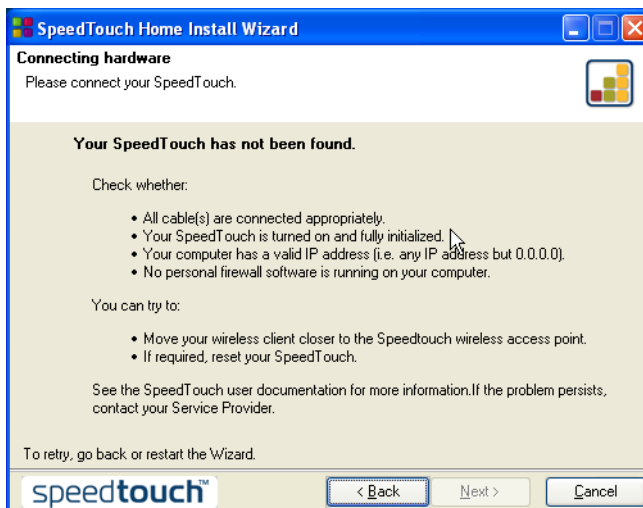 SpeedTouch Home Install Wizard
Connecting hardware
Please connect your SpeedTouch.
Your SpeedTouch has not been found.
Check whether:
• All cable(s) are connected appropriately.
• Your SpeedTouch is turned on and fully initialized.
• Your computer has a valid IP address (i.e. any IP address but 0.0.0.0).
• No personal firewall software is running on your computer.
You can try to:
• Move your wireless client closer to the Speedtouch wireless access point.
• If required, reset your SpeedTouch.
See the SpeedTouch user documentation for more information.If the problem persists,
contact your Service Provider.
To retry, go back or restart the Wizard.
speedtouch™
< Back
Next >
Cancel